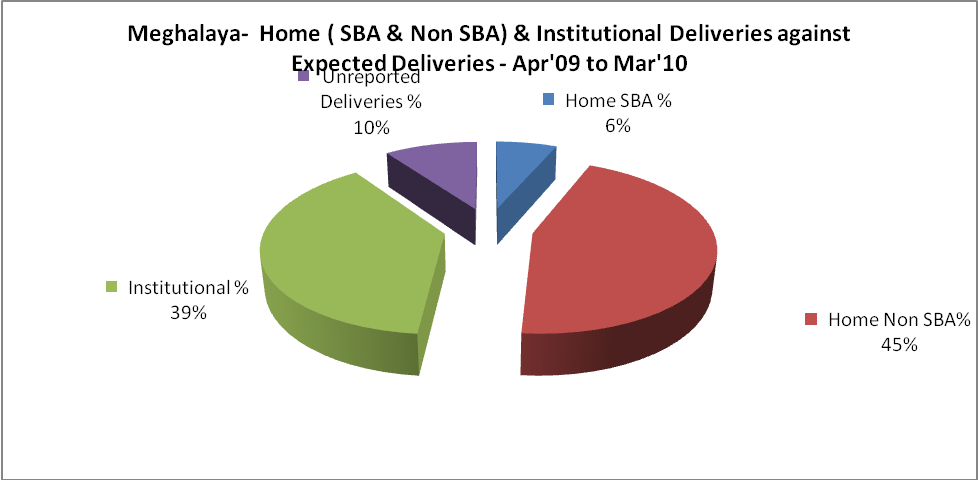 Meghalaya- Home ( SBA & Non SBA) & Institutional Deliveries against
Expected Deliveries - Apr'09 to Mar'10
Unreported
Deliveries %
10%
Home SBA %
6%
Institutional %
39%
Home Non SBA%
45%